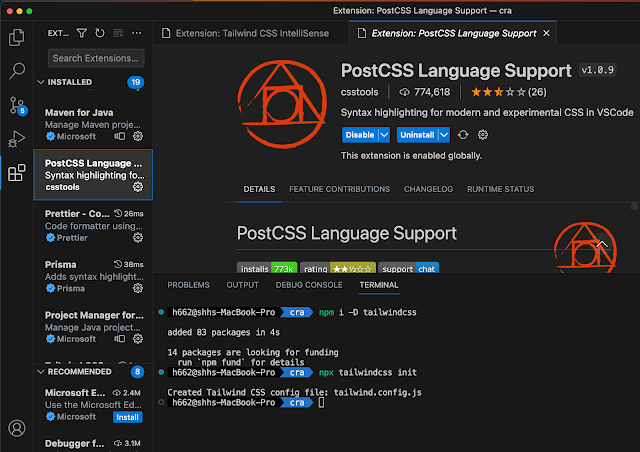 Extension: PostCSS Language Support — cra
EXT...
Extension: Tailwind CSS IntelliSense
Extension: PostCSS Language Support
Search Extensions...
INSTALLED 19
Maven for Java
Manage Maven proje...
Microsoft
PostCSS Language ...
Syntax highlighting fo...
csstools
Prettier - Co... 26ms
Code formatter using...
Prettier
Prisma 38ms
Adds syntax highlight...
Prisma
Project Manager for...
Manage Java project...
Microsoft
RECOMMENDED 8
Microsoft E... 2.4M
Use the Microsoft Ed...
Microsoft Install
Debugger f... 3.1M
6
PostCSS Language Support v1.0.9
csstools 774,618 (26)
Syntax highlighting for modern and experimental CSS in VSCode
Disable Uninstall
This extension is enabled globally.
DETAILS FEATURE CONTRIBUTIONS CHANGELOG RUNTIME STATUS
PostCSS Language Support
installs 773k rating ★★½☆☆ support chat
PROBLEMS OUTPUT DEBUG CONSOLE TERMINAL
h662@shhs-MacBook-Pro cra npm i -D tailwindcss
added 83 packages in 4s
14 packages are looking for funding
run `npm fund` for details
h662@shhs-MacBook-Pro cra npx tailwindcss init
Created Tailwind CSS config file: tailwind.config.js
h662@shhs-MacBook-Pro cra